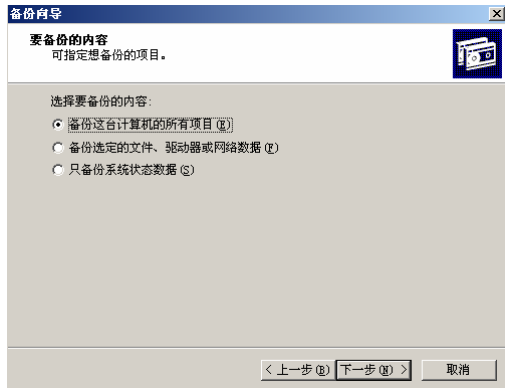 备份向导
要备份的内容
可指定想备份的项目。
选择要备份的内容:
备份这台计算机的所有项目(E)
备份选定的文件、驱动器或网络数据(F)
只备份系统状态数据(S)
< 上一步(B) 下一步(N) > 取消